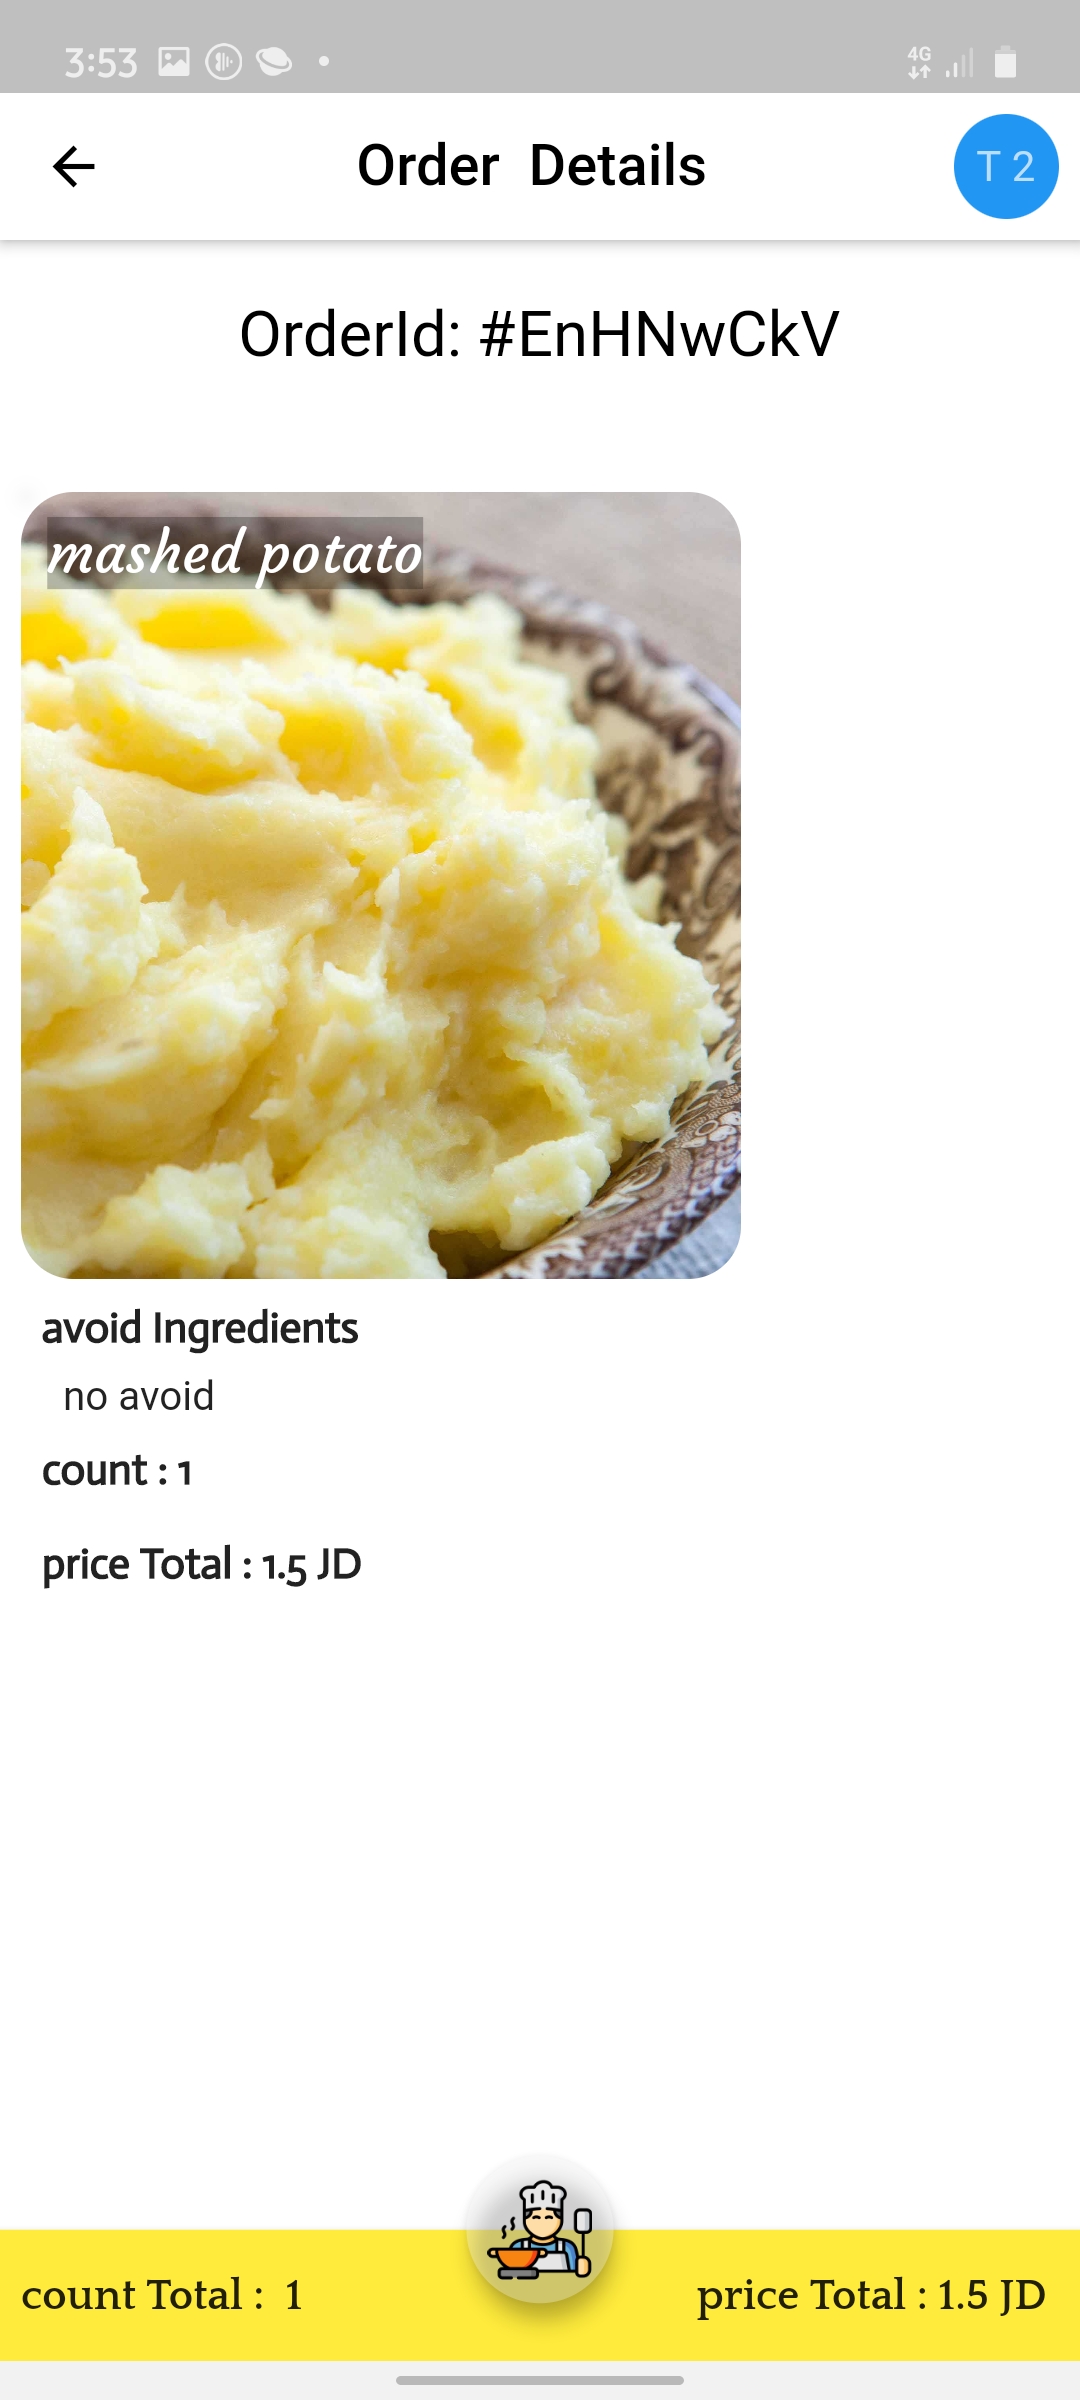 3:53
4G
Order Details
T 2
OrderId: #EnHNwCkV
mashed potato
avoid Ingredients
no avoid
count : 1
price Total : 1.5 JD
count Total : 1
price Total : 1.5 JD